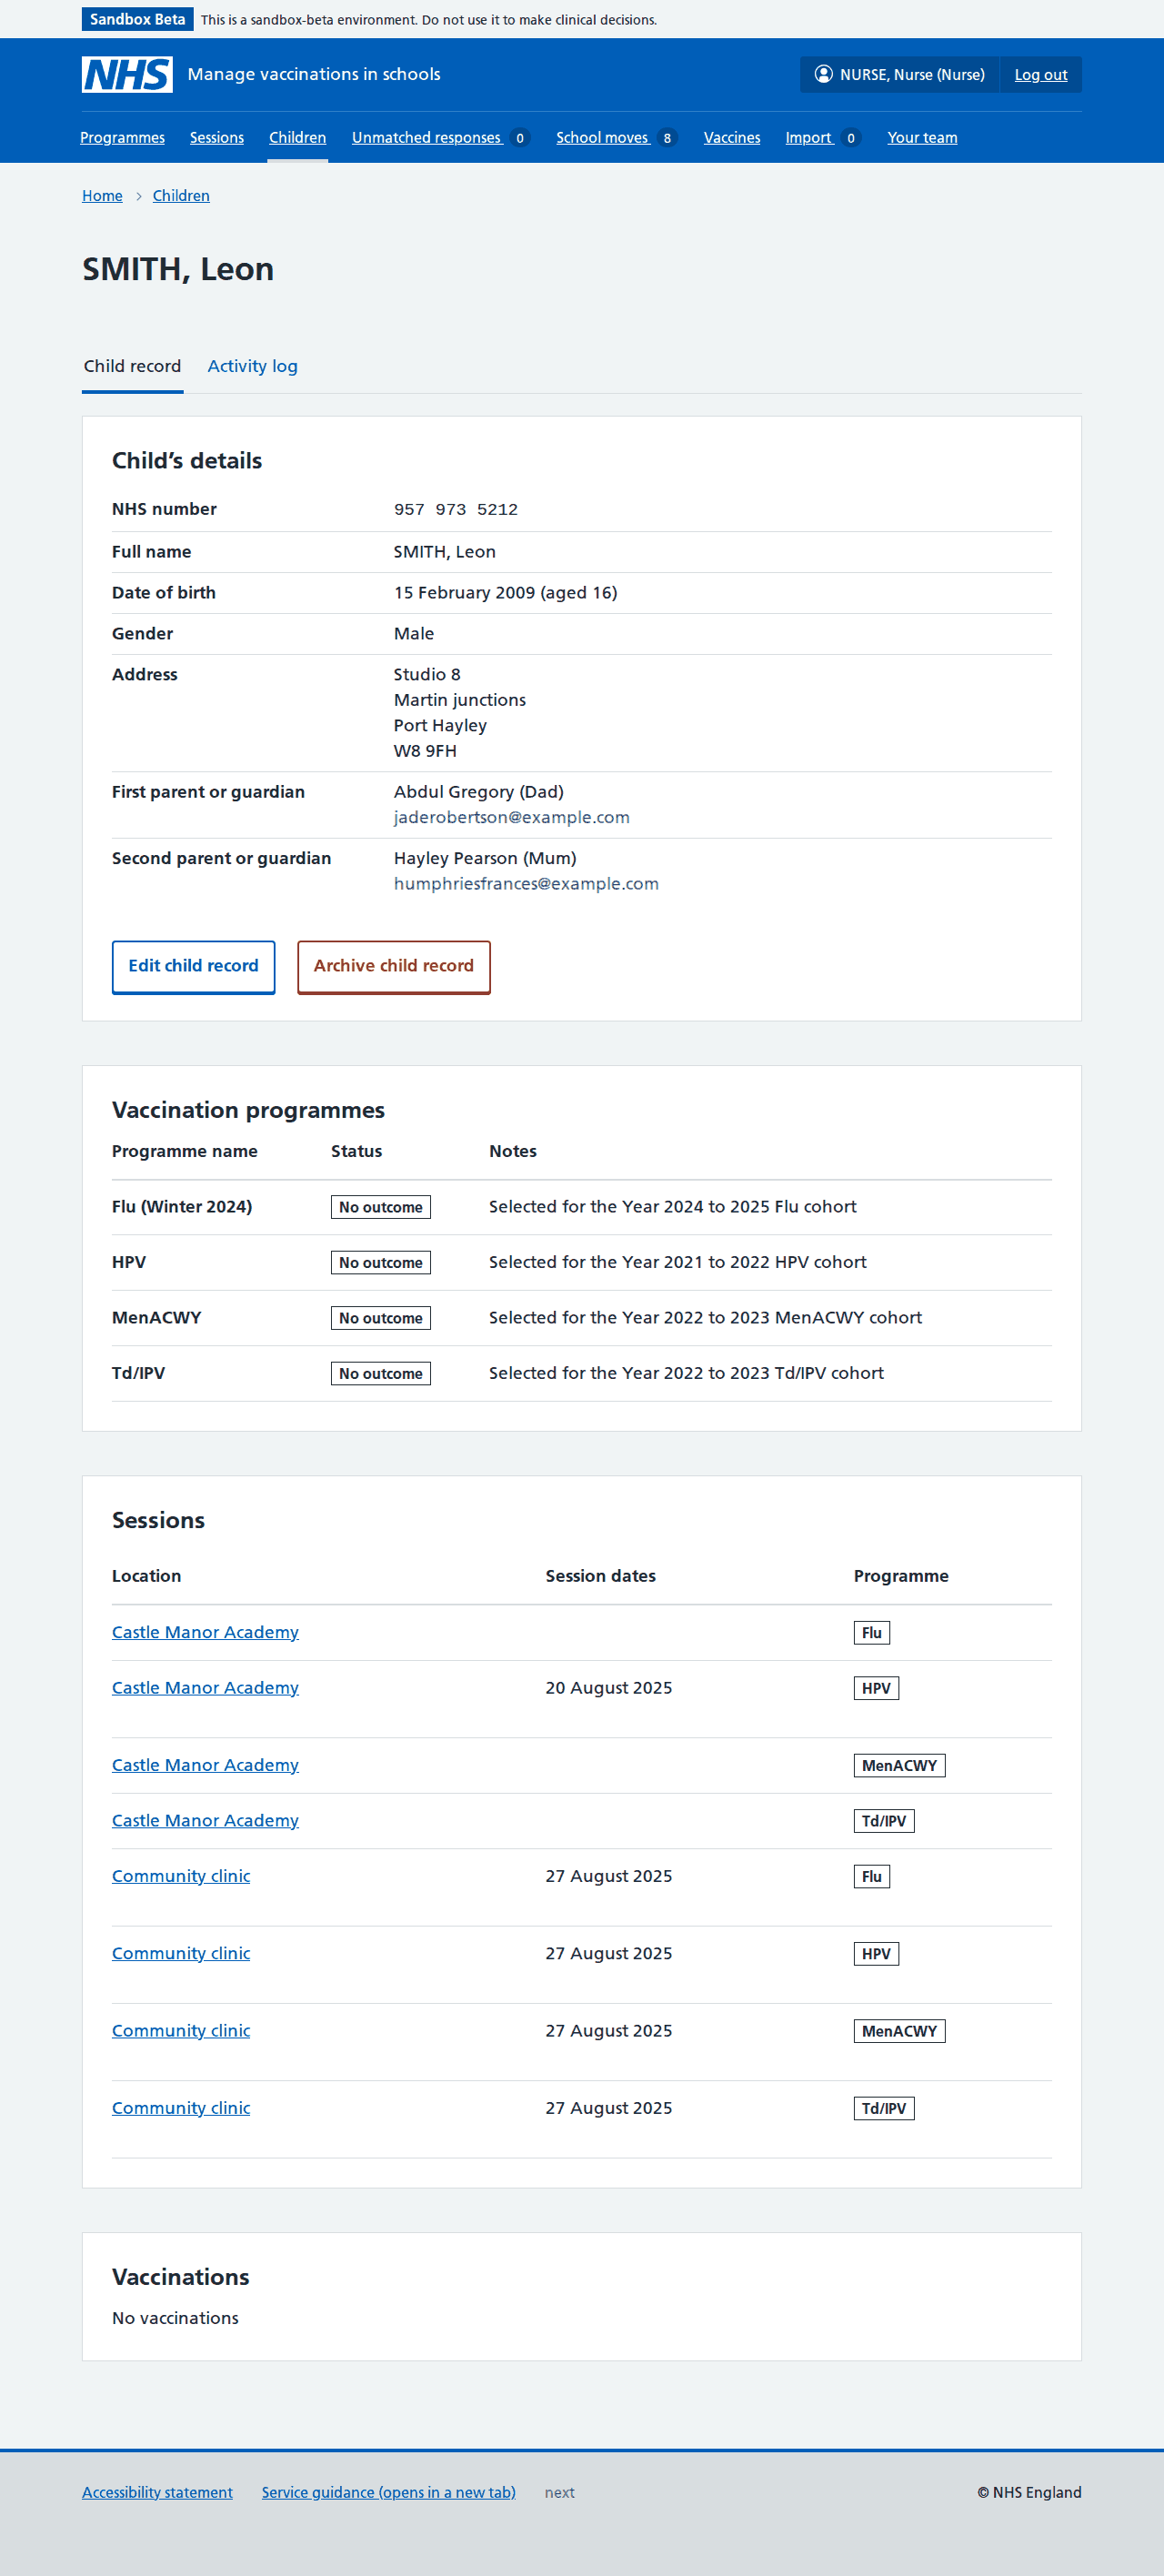 Sandbox Beta This is a sandbox-beta environment. Do not use it to make clinical decisions.
NHS Manage vaccinations in schools NURSE, Nurse (Nurse) Log out
Programmes Sessions Children Unmatched responses 0 School moves 8 Vaccines Import 0 Your team
Home Children
SMITH, Leon
Child record Activity log
Child’s details
NHS number 957 973 5212
Full name SMITH, Leon
Date of birth 15 February 2009 (aged 16)
Gender Male
Address Studio 8
Martin junctions
Port Hayley
W8 9FH
First parent or guardian Abdul Gregory (Dad)
jaderobertson@example.com
Second parent or guardian Hayley Pearson (Mum)
humphriesfrances@example.com
Edit child record Archive child record
Vaccination programmes
Programme name Status Notes
Flu (Winter 2024) No outcome Selected for the Year 2024 to 2025 Flu cohort
HPV No outcome Selected for the Year 2021 to 2022 HPV cohort
MenACWY No outcome Selected for the Year 2022 to 2023 MenACWY cohort
Td/IPV No outcome Selected for the Year 2022 to 2023 Td/IPV cohort
Sessions
Location Session dates Programme
Castle Manor Academy Flu
Castle Manor Academy 20 August 2025 HPV
Castle Manor Academy MenACWY
Castle Manor Academy Td/IPV
Community clinic 27 August 2025 Flu
Community clinic 27 August 2025 HPV
Community clinic 27 August 2025 MenACWY
Community clinic 27 August 2025 Td/IPV
Vaccinations
No vaccinations
Accessibility statement Service guidance (opens in a new tab) next © NHS England